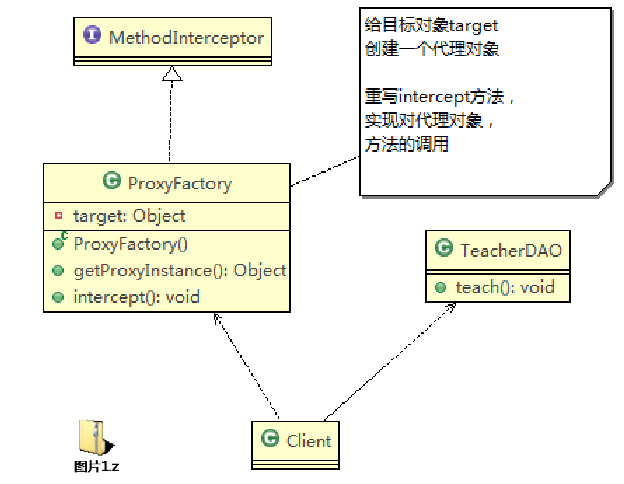 MethodInterceptor
给目标对象target
创建一个代理对象
重写intercept方法，
实现对代理对象，
方法的调用
ProxyFactory
target: Object
ProxyFactory()
getProxyInstance(): Object
intercept(): void
TeacherDAO
teach(): void
Client
图片1.z